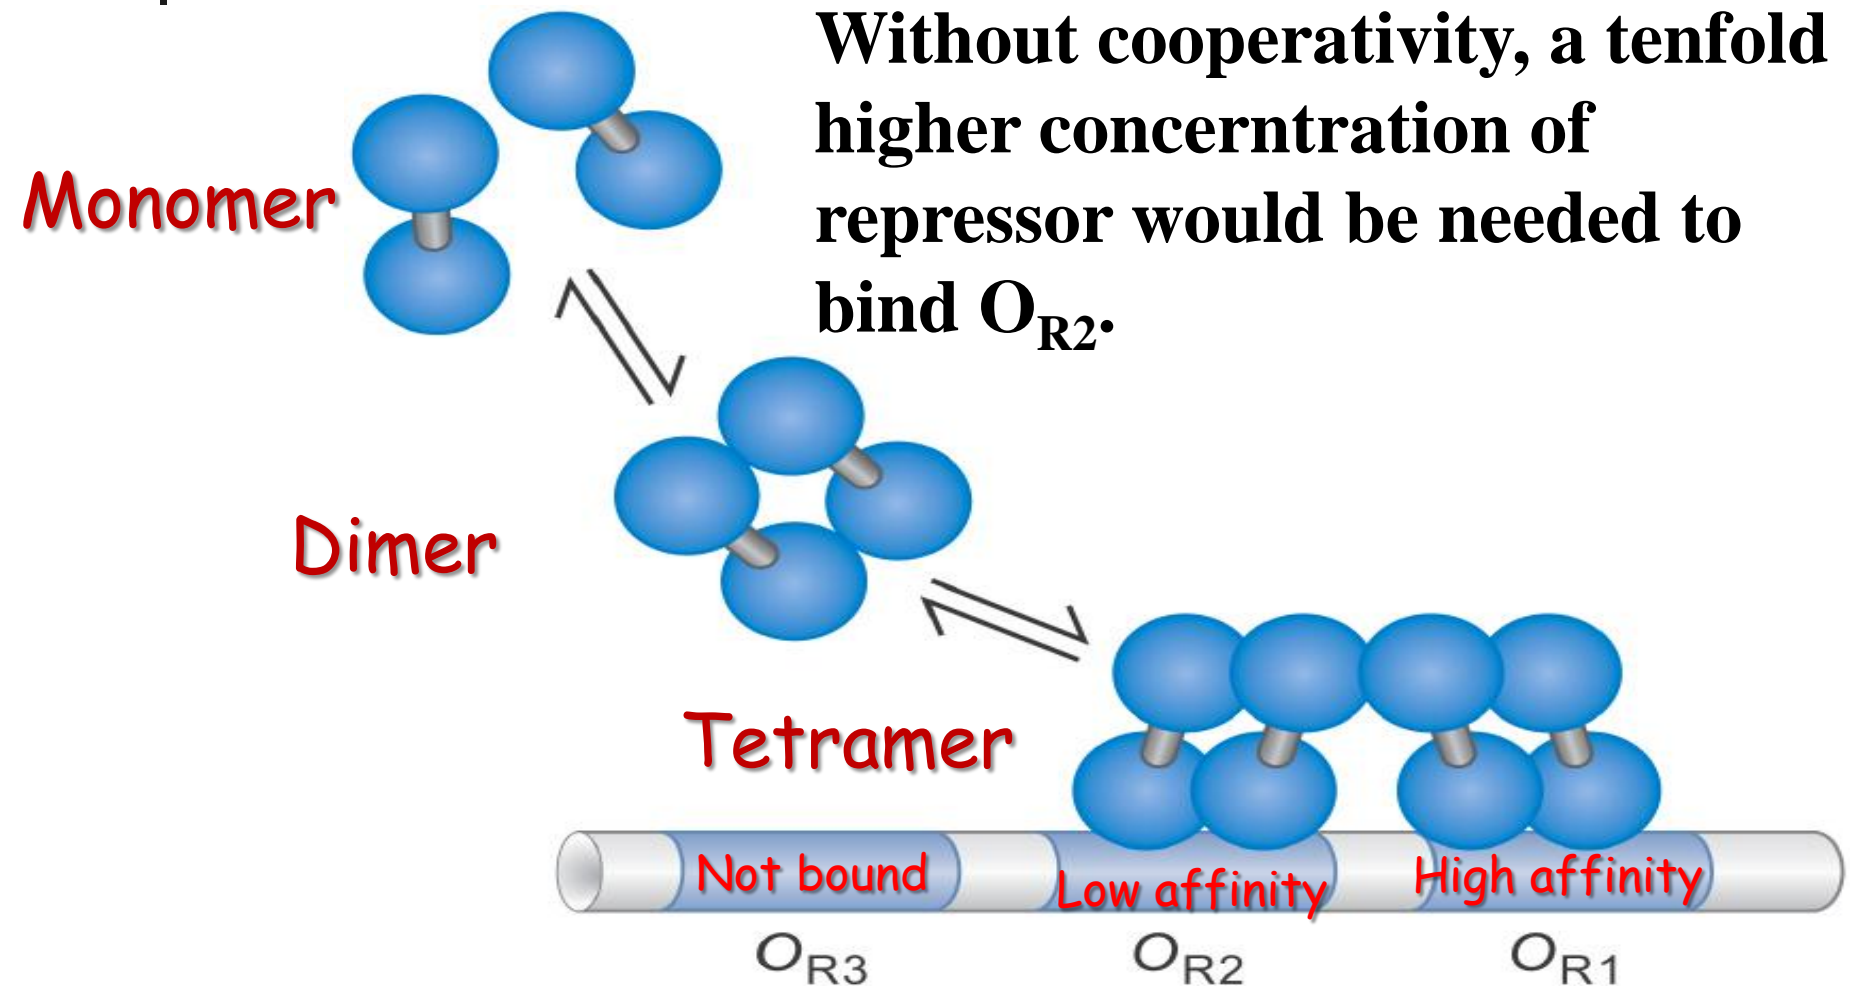 Without cooperativity, a tenfold
higher concerntration of
repressor would be needed to
bind OR2.
Monomer
Dimer
Tetramer
Not bound
Low affinity
High affinity
OR3
OR2
OR1